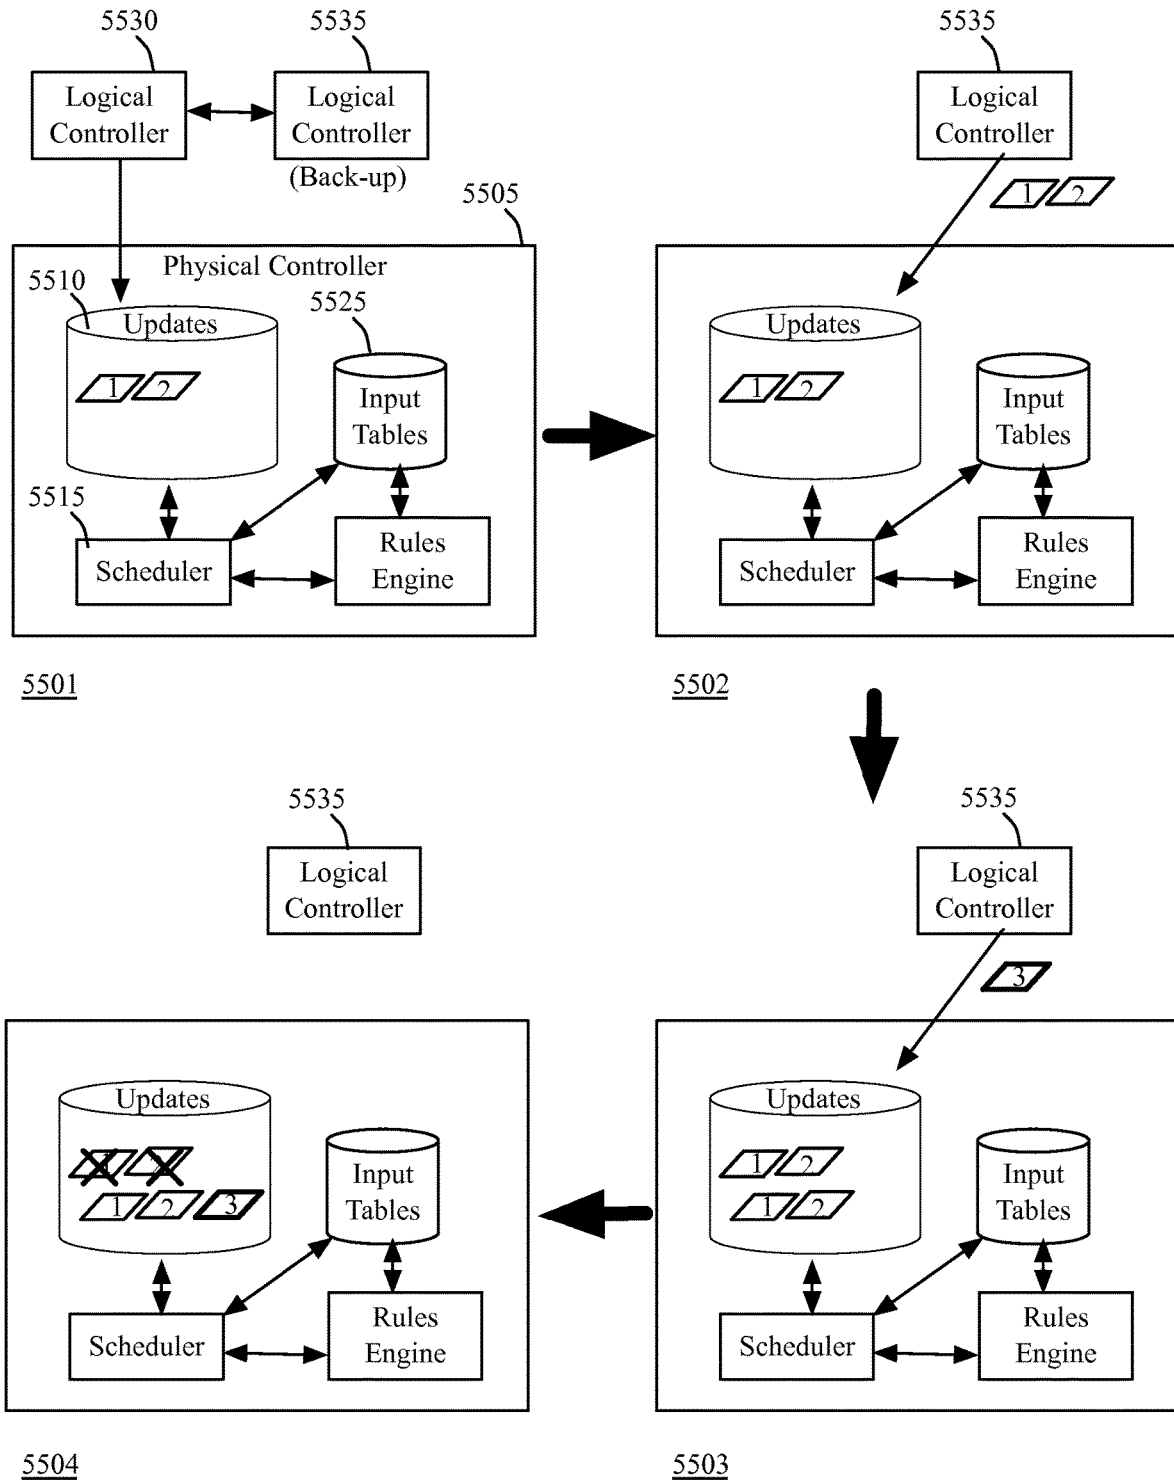 5530
5535
Logical
Controller
Logical
Controller
(Back-up)
5505
Physical Controller
5510
Updates
1 2
5525
Input
Tables
5515
Scheduler
Rules
Engine
5501
5535
Logical
Controller
1 2
Updates
1 2
Input
Tables
Scheduler
Rules
Engine
5502
5535
Logical
Controller
3
Updates
1 2
1 2
Input
Tables
Scheduler
Rules
Engine
5503
5535
Logical
Controller
Updates
1 2
1 2 3
Input
Tables
Scheduler
Rules
Engine
5504